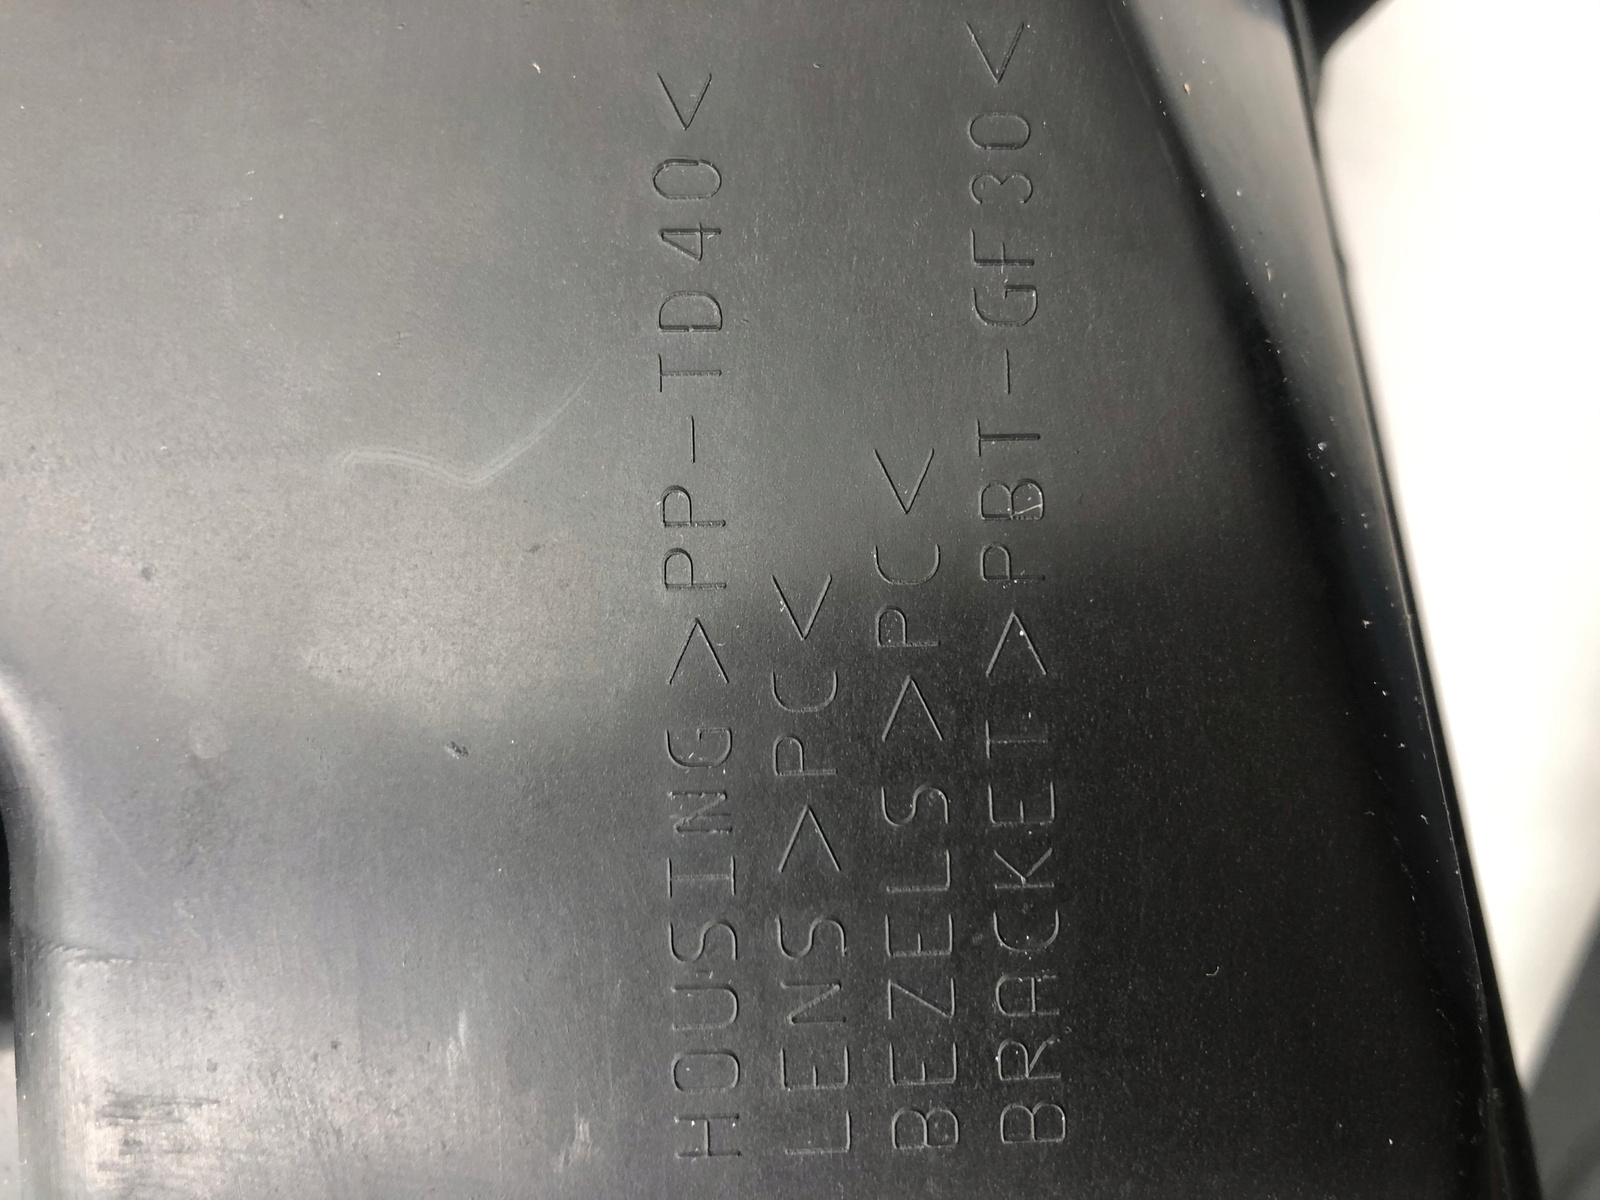 HOUSING>PP-TD40<
LENS>PC<
BEZELS>PC<
BRACKET>PBT-GF30<